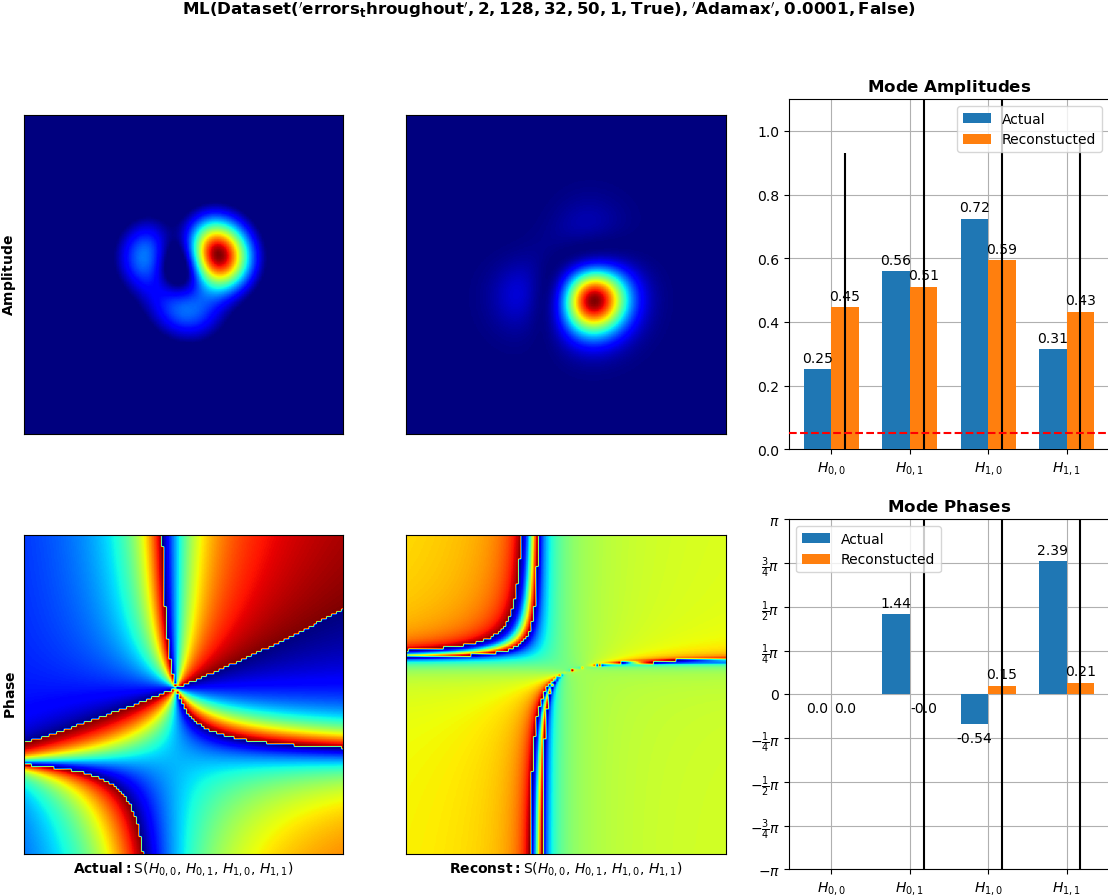 ML(Dataset('errors_throughout', 2, 128, 32, 50, 1, True), 'Adamax', 0.0001, False)
Amplitude
Mode Amplitudes
Actual
Reconstucted
1.0
0.8
0.6
0.4
0.2
0.0
0.25
0.45
0.56
0.51
0.72
0.59
0.31
0.43
H0,0
H0,1
H1,0
H1,1
Phase
Actual: S(H0,0, H0,1, H1,0, H1,1)
Reconst: S(H0,0, H0,1, H1,0, H1,1)
Mode Phases
Actual
Reconstucted
π
3/4π
1/2π
1/4π
0
−1/4π
−1/2π
−3/4π
−π
0.0
0.0
1.44
-0.0
-0.54
0.15
2.39
0.21
H0,0
H0,1
H1,0
H1,1